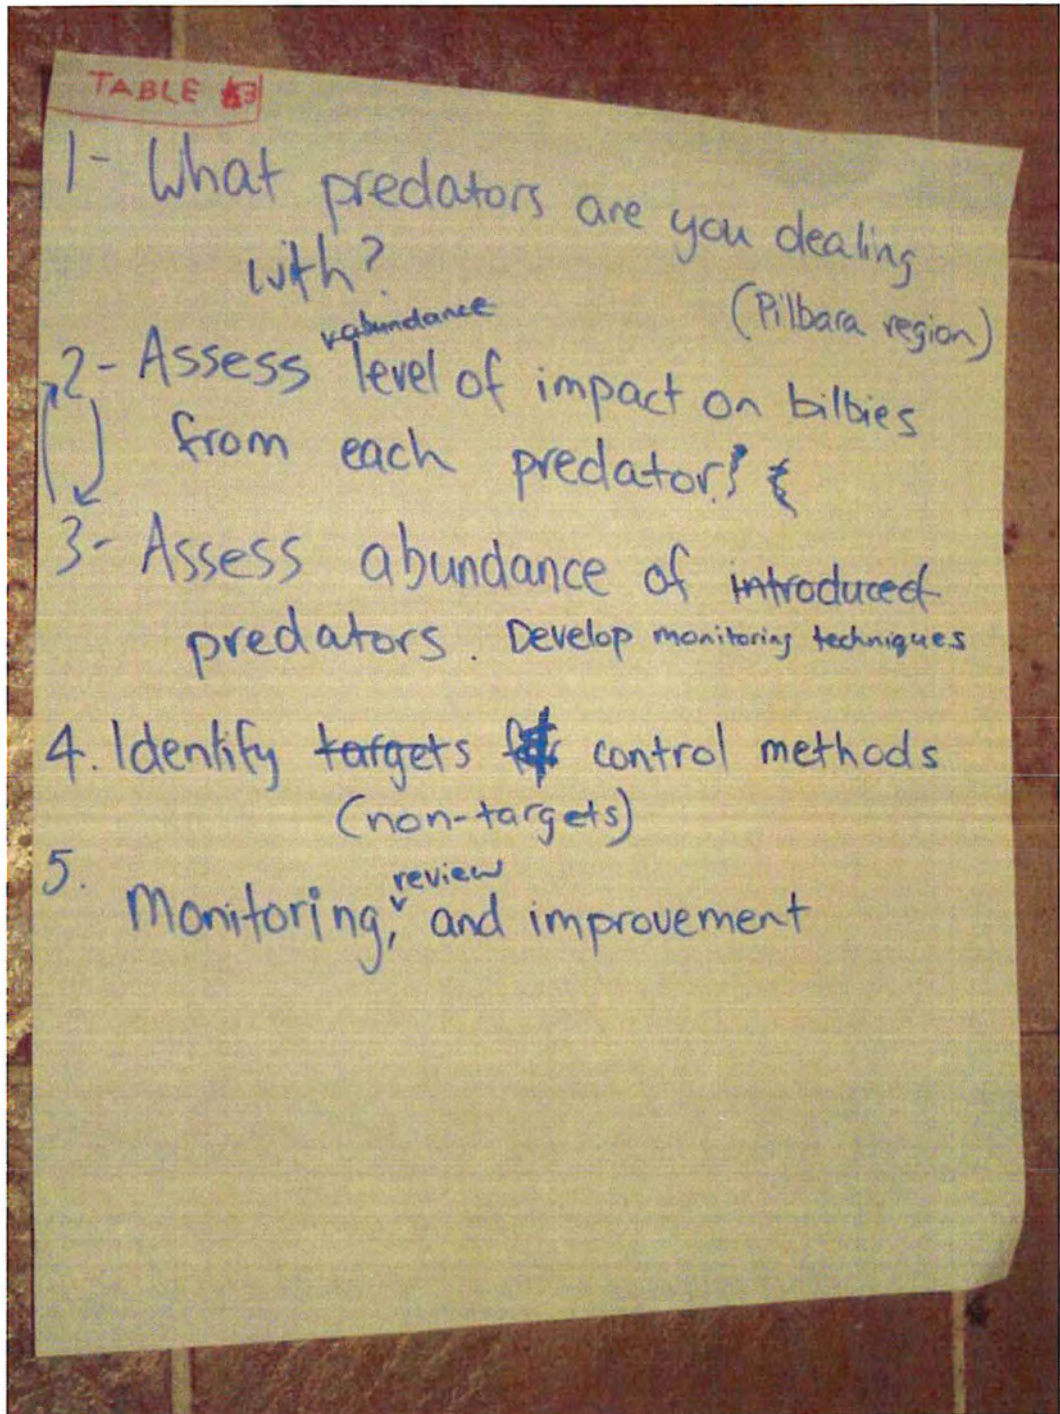 TABLE 3
1- What predators are you dealing
with?
(Pilbara region)
abundance
2- Assess level of impact on bilbies
from each predator?
3- Assess abundance of introduced
predators. Develop monitoring techniques
4. Identify targets for control methods
(non-targets)
5.
review
Monitoring, and improvement